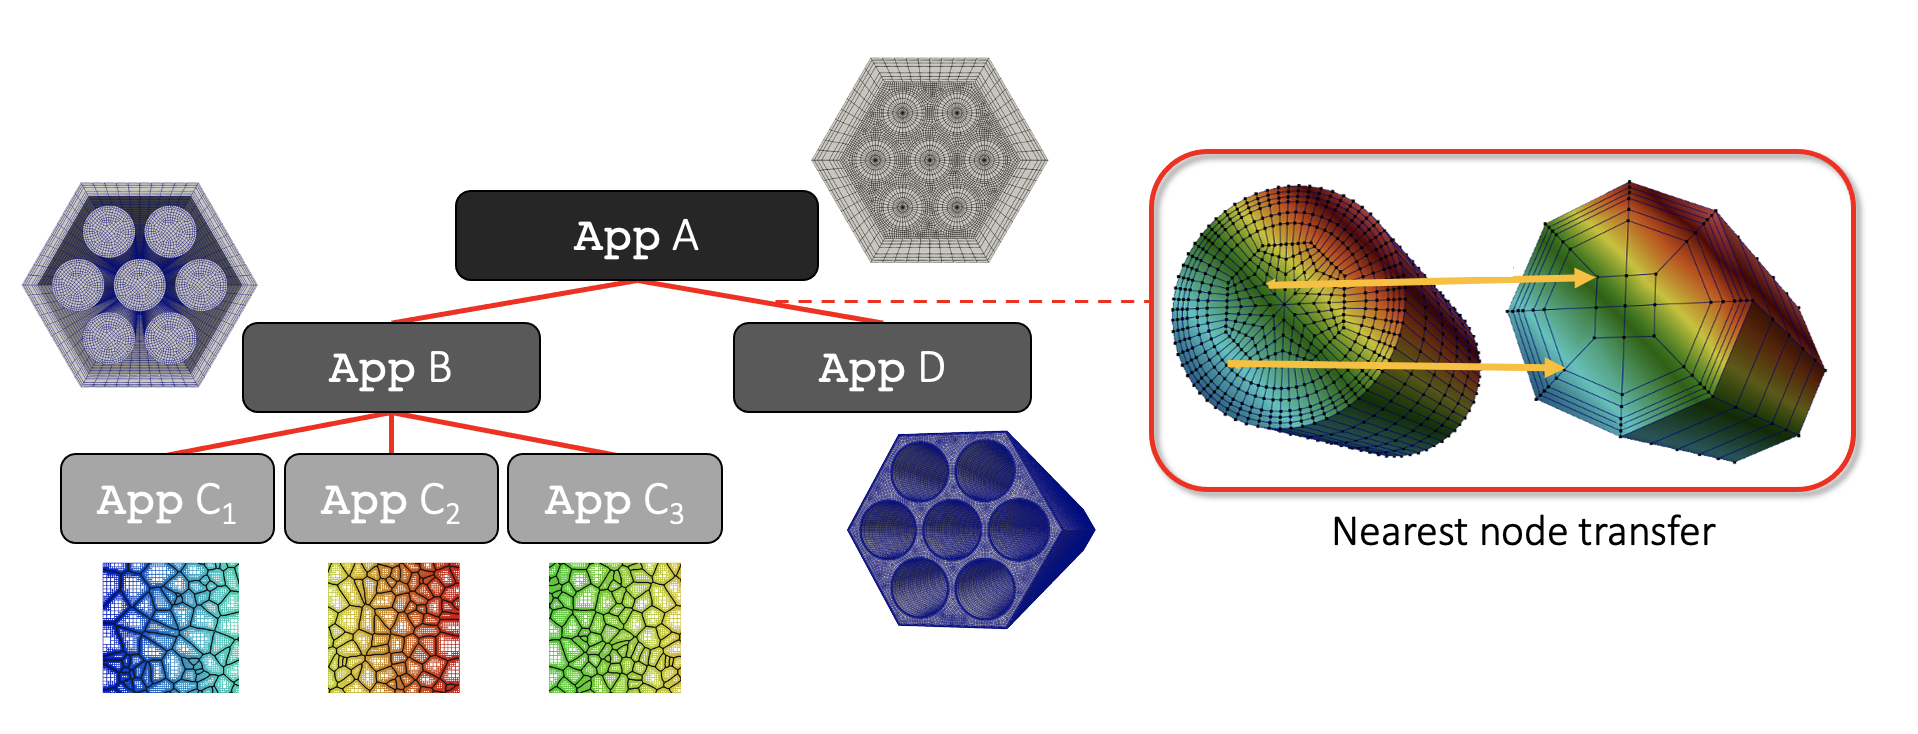 App A
App B
App D
App C1
App C2
App C3
Nearest node transfer